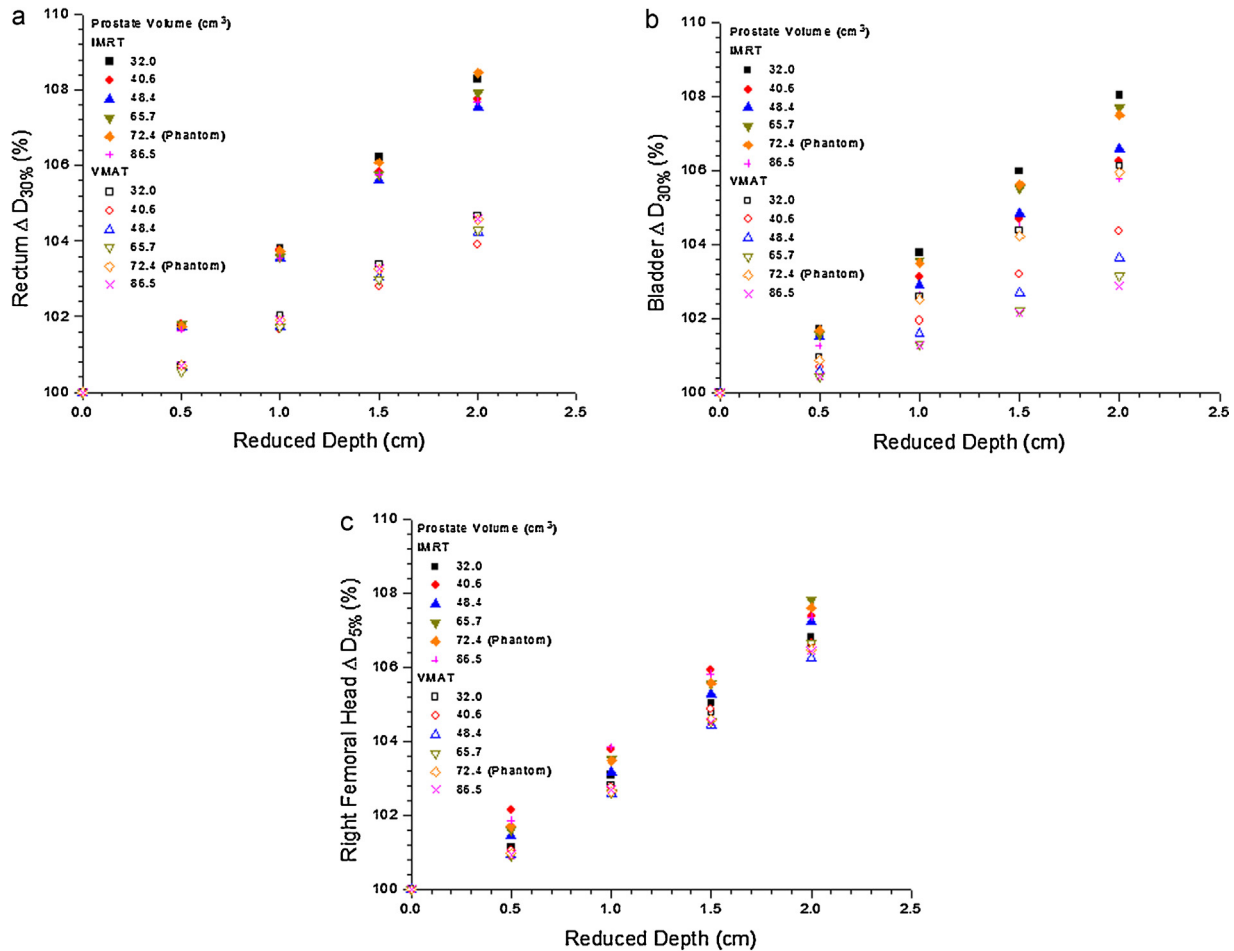 a
Prostate Volume (cm³)
IMRT
32.0
40.6
48.4
65.7
72.4 (Phantom)
86.5
VMAT
32.0
40.6
48.4
65.7
72.4 (Phantom)
86.5
110
108
106
104
102
100
Rectum Δ D30% (%)
0.0 0.5 1.0 1.5 2.0 2.5
Reduced Depth (cm)
b
Prostate Volume (cm³)
IMRT
32.0
40.6
48.4
65.7
72.4 (Phantom)
86.5
VMAT
32.0
40.6
48.4
65.7
72.4 (Phantom)
86.5
110
108
106
104
102
100
Bladder Δ D30% (%)
0.0 0.5 1.0 1.5 2.0 2.5
Reduced Depth (cm)
c
Prostate Volume (cm³)
IMRT
32.0
40.6
48.4
65.7
72.4 (Phantom)
86.5
VMAT
32.0
40.6
48.4
65.7
72.4 (Phantom)
86.5
110
108
106
104
102
100
Right Femoral Head Δ D5% (%)
0.0 0.5 1.0 1.5 2.0 2.5
Reduced Depth (cm)